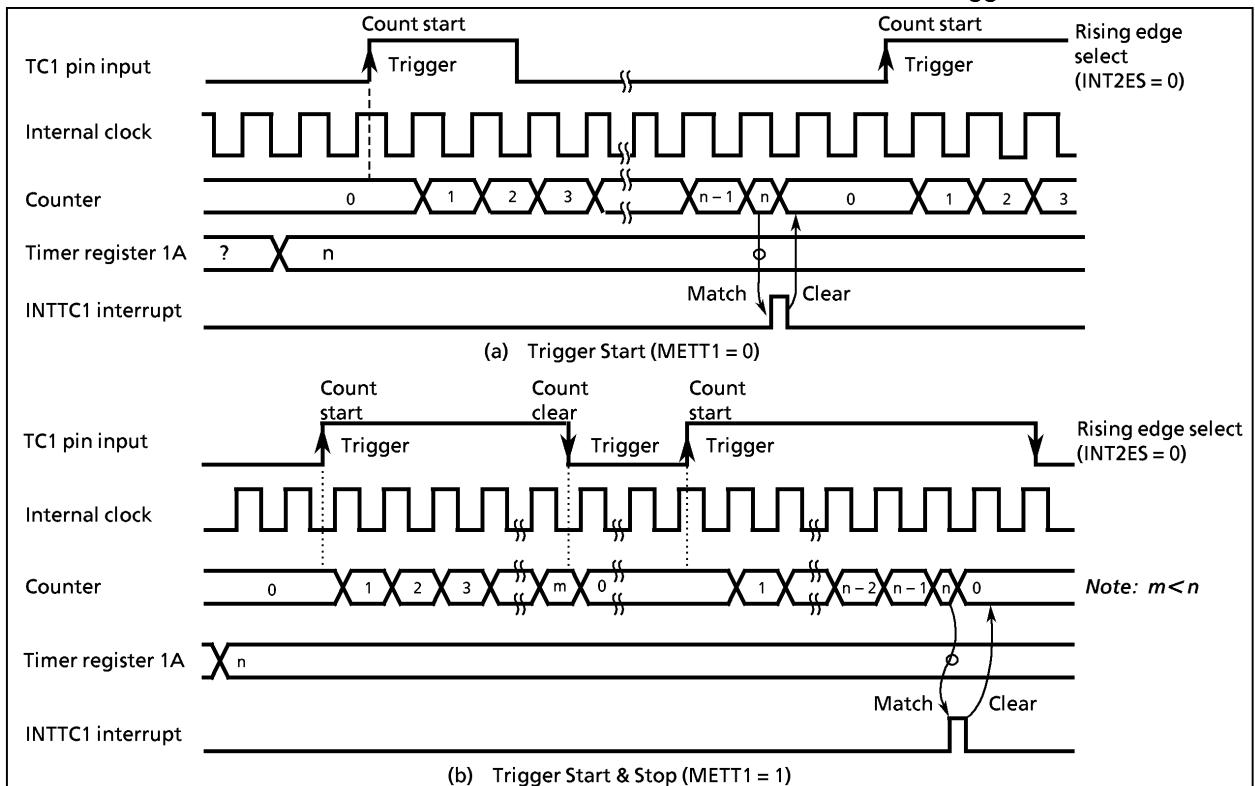 Count start
Count start
Rising edge
select
(INT2ES = 0)
TC1 pin input
Trigger
Trigger
Internal clock
Counter
0
1
2
3
n – 1
n
0
1
2
3
Timer register 1A
?
n
Match
Clear
INTTC1 interrupt
(a) Trigger Start (METT1 = 0)
Count
start
Count
clear
Count
start
TC1 pin input
Trigger
Trigger
Trigger
Rising edge select
(INT2ES = 0)
Internal clock
Counter
0
1
2
3
m
0
1
n – 2
n – 1
n
0
Note: m < n
Timer register 1A
n
Match
Clear
INTTC1 interrupt
(b) Trigger Start & Stop (METT1 = 1)